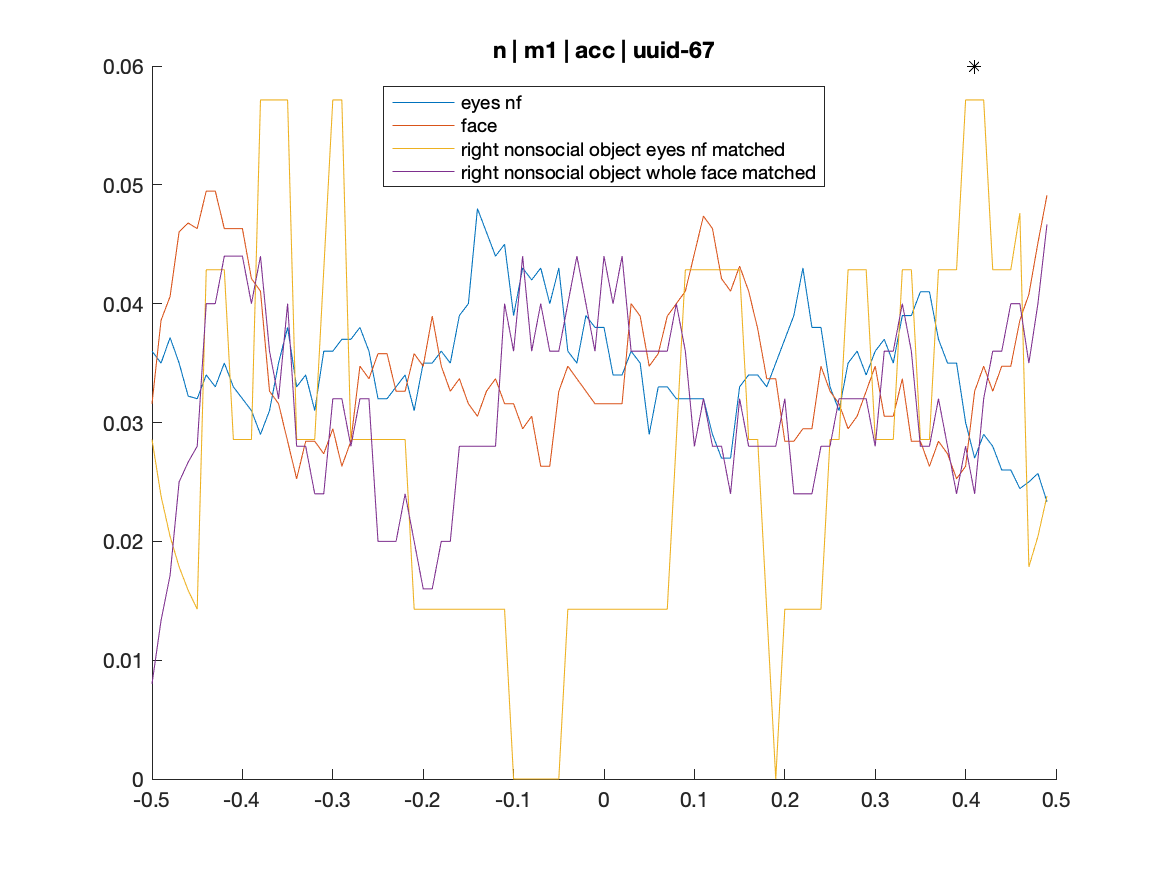 n | m1 | acc | uuid-67
0.06
0.05
0.04
0.03
0.02
0.01
0
eyes nf
face
right nonsocial object eyes nf matched
right nonsocial object whole face matched
-0.5 -0.4 -0.3 -0.2 -0.1 0 0.1 0.2 0.3 0.4 0.5